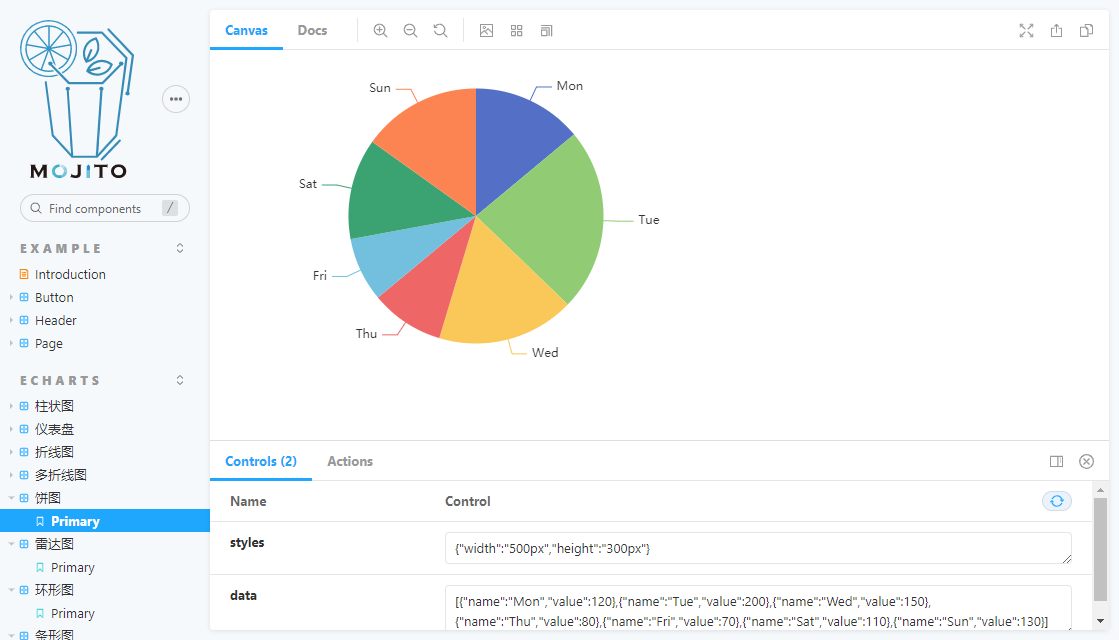 MOJITO
Find components /
EXAMPLE
Introduction
Button
Header
Page
ECHARTS
柱状图
仪表盘
折线图
多折线图
饼图
Primary
雷达图
Primary
环形图
Primary
条形图
Canvas Docs
Sun
Mon
Sat
Tue
Fri
Thu
Wed
Controls (2) Actions
Name Control
styles {"width":"500px","height":"300px"}
data [{"name":"Mon","value":120},{"name":"Tue","value":200},{"name":"Wed","value":150},
{"name":"Thu","value":80},{"name":"Fri","value":70},{"name":"Sat","value":110},{"name":"Sun","value":130}]